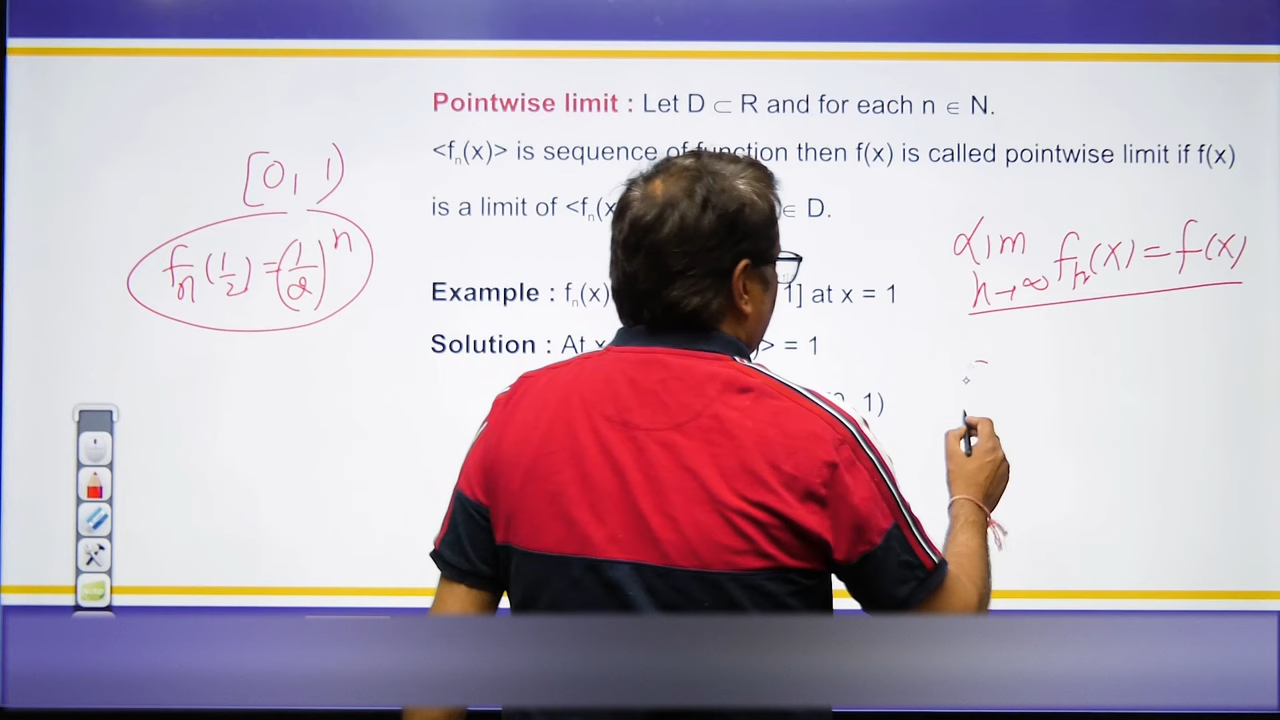 Pointwise limit : Let D ⊂ R and for each n ∈ N.
<fₙ(x)> is sequence of function then f(x) is called pointwise limit if f(x)
is a limit of <fₙ(x ∈ D.
Example : fₙ(x) 1] at x = 1
Solution : At x > = 1
, 1)
[0, 1)
fₙ(1/2) = (1/2)ⁿ
lim fₙ(x) = f(x)
n→∞